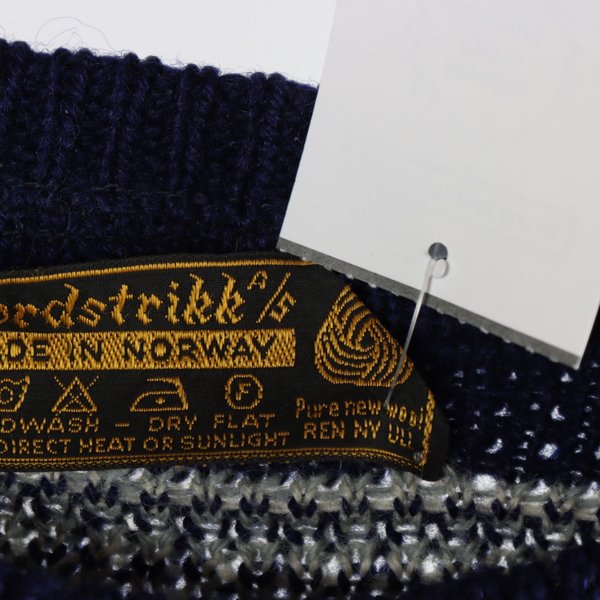 ordstrikk A/S
DE IN NORWAY
F
DWASH – DRY FLAT
DIRECT HEAT OR SUNLIGHT
Pure new wool
REN NY ULL